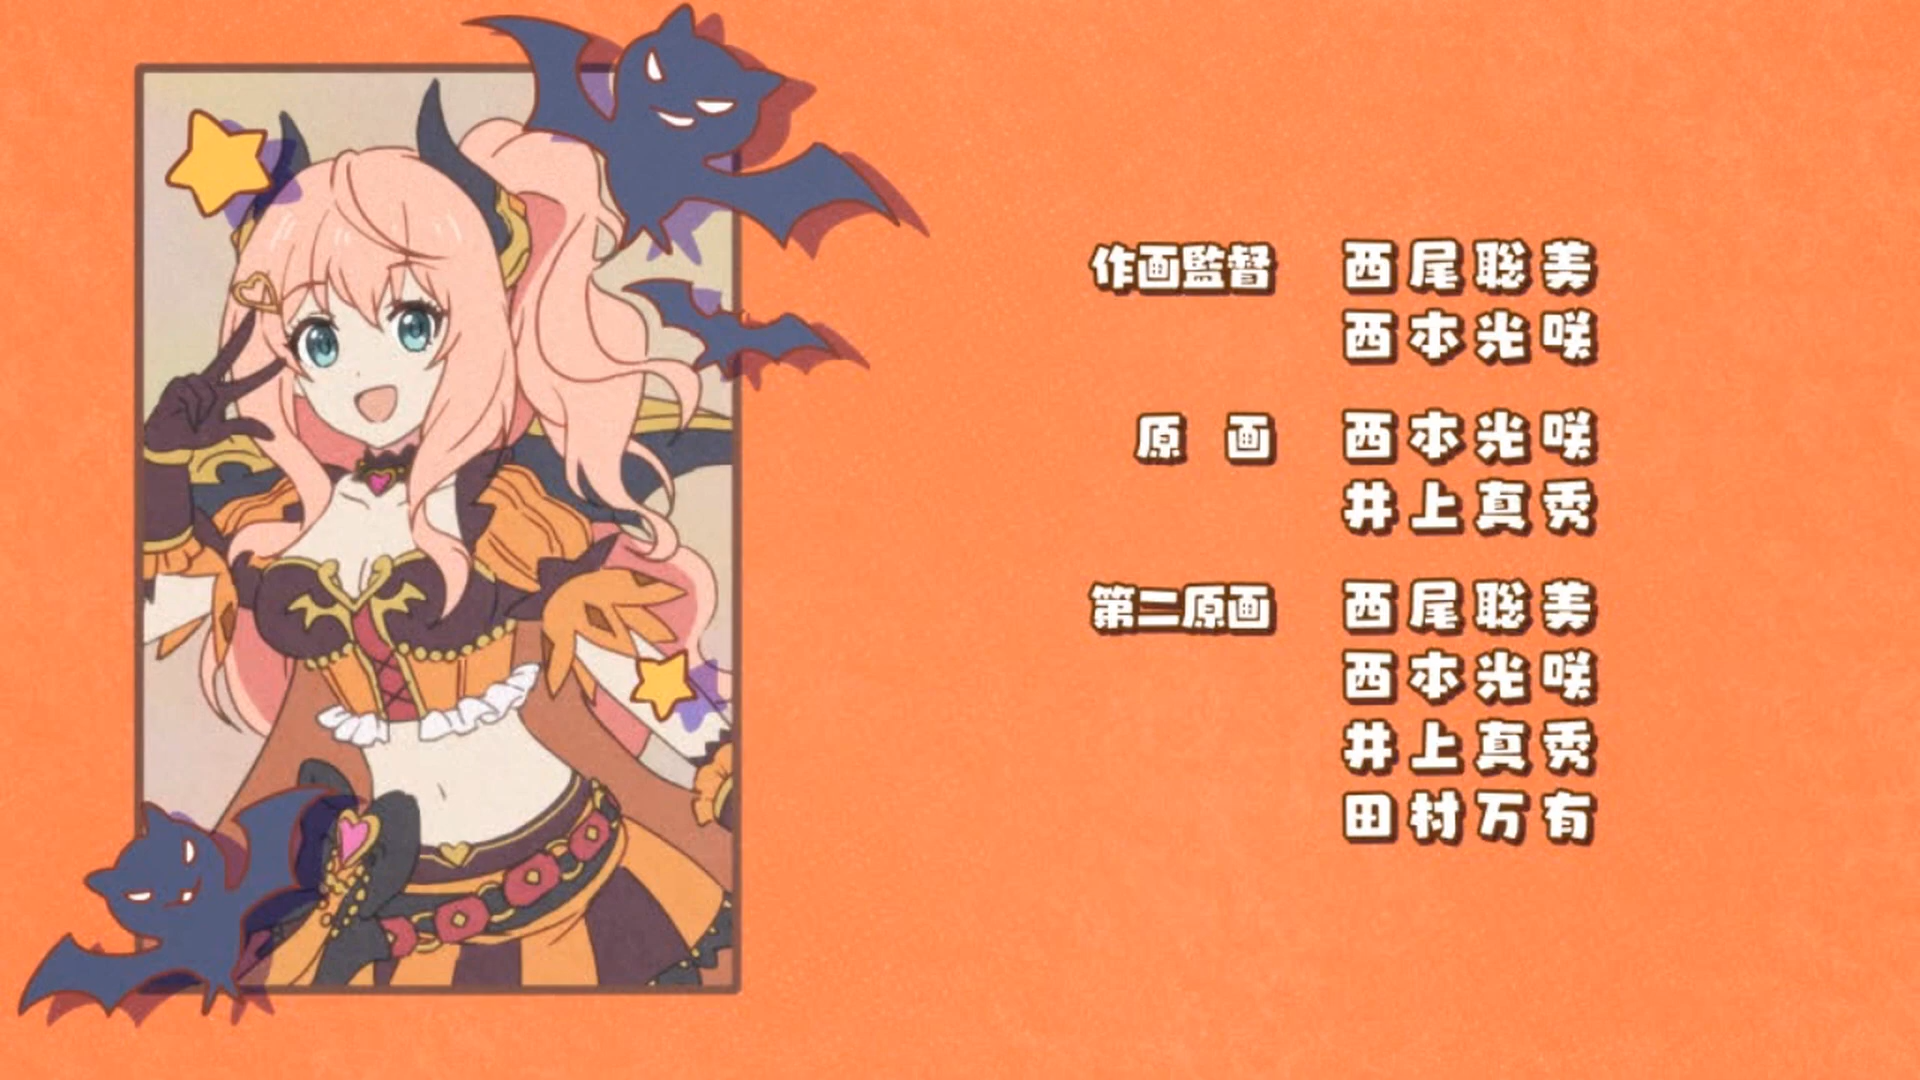 作画監督 西尾聡美
西本光咲
原画 西本光咲
井上真秀
第二原画 西尾聡美
西本光咲
井上真秀
田村万有